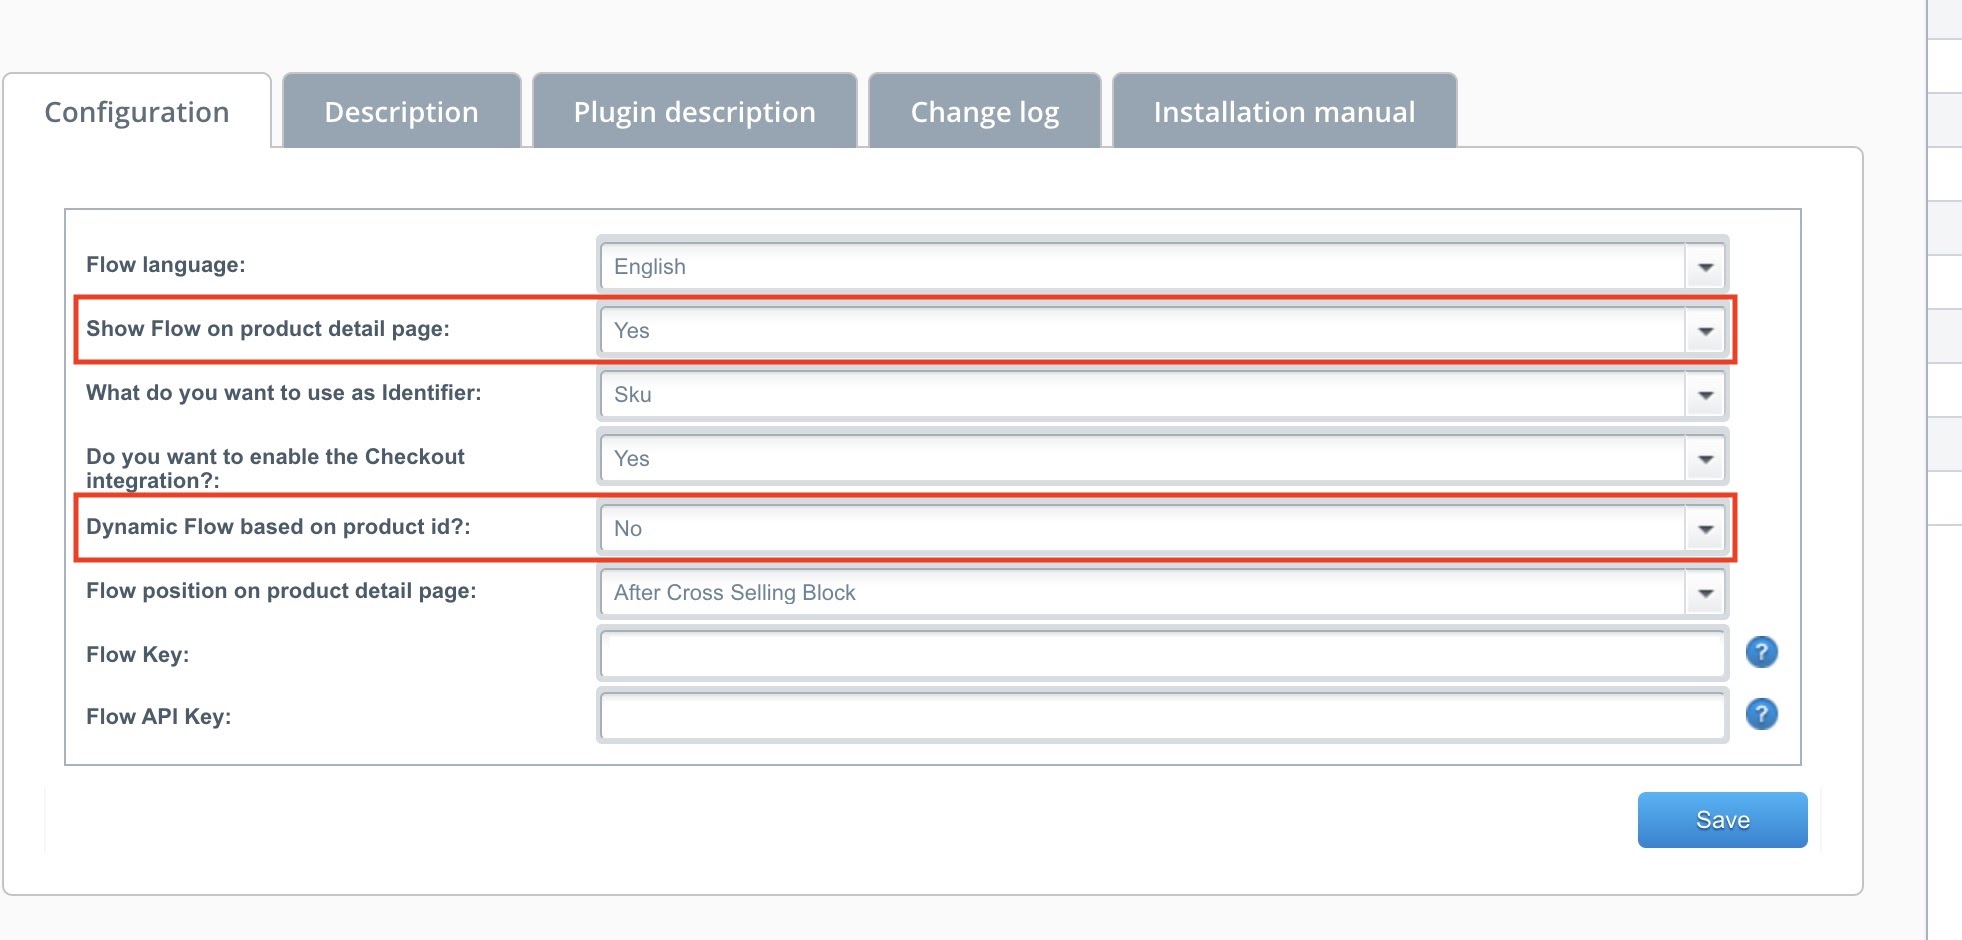 Configuration
Description
Plugin description
Change log
Installation manual
Flow language:
English
Show Flow on product detail page:
Yes
What do you want to use as Identifier:
Sku
Do you want to enable the Checkout
integration?:
Yes
Dynamic Flow based on product id?:
No
Flow position on product detail page:
After Cross Selling Block
Flow Key:
?
Flow API Key:
?
Save